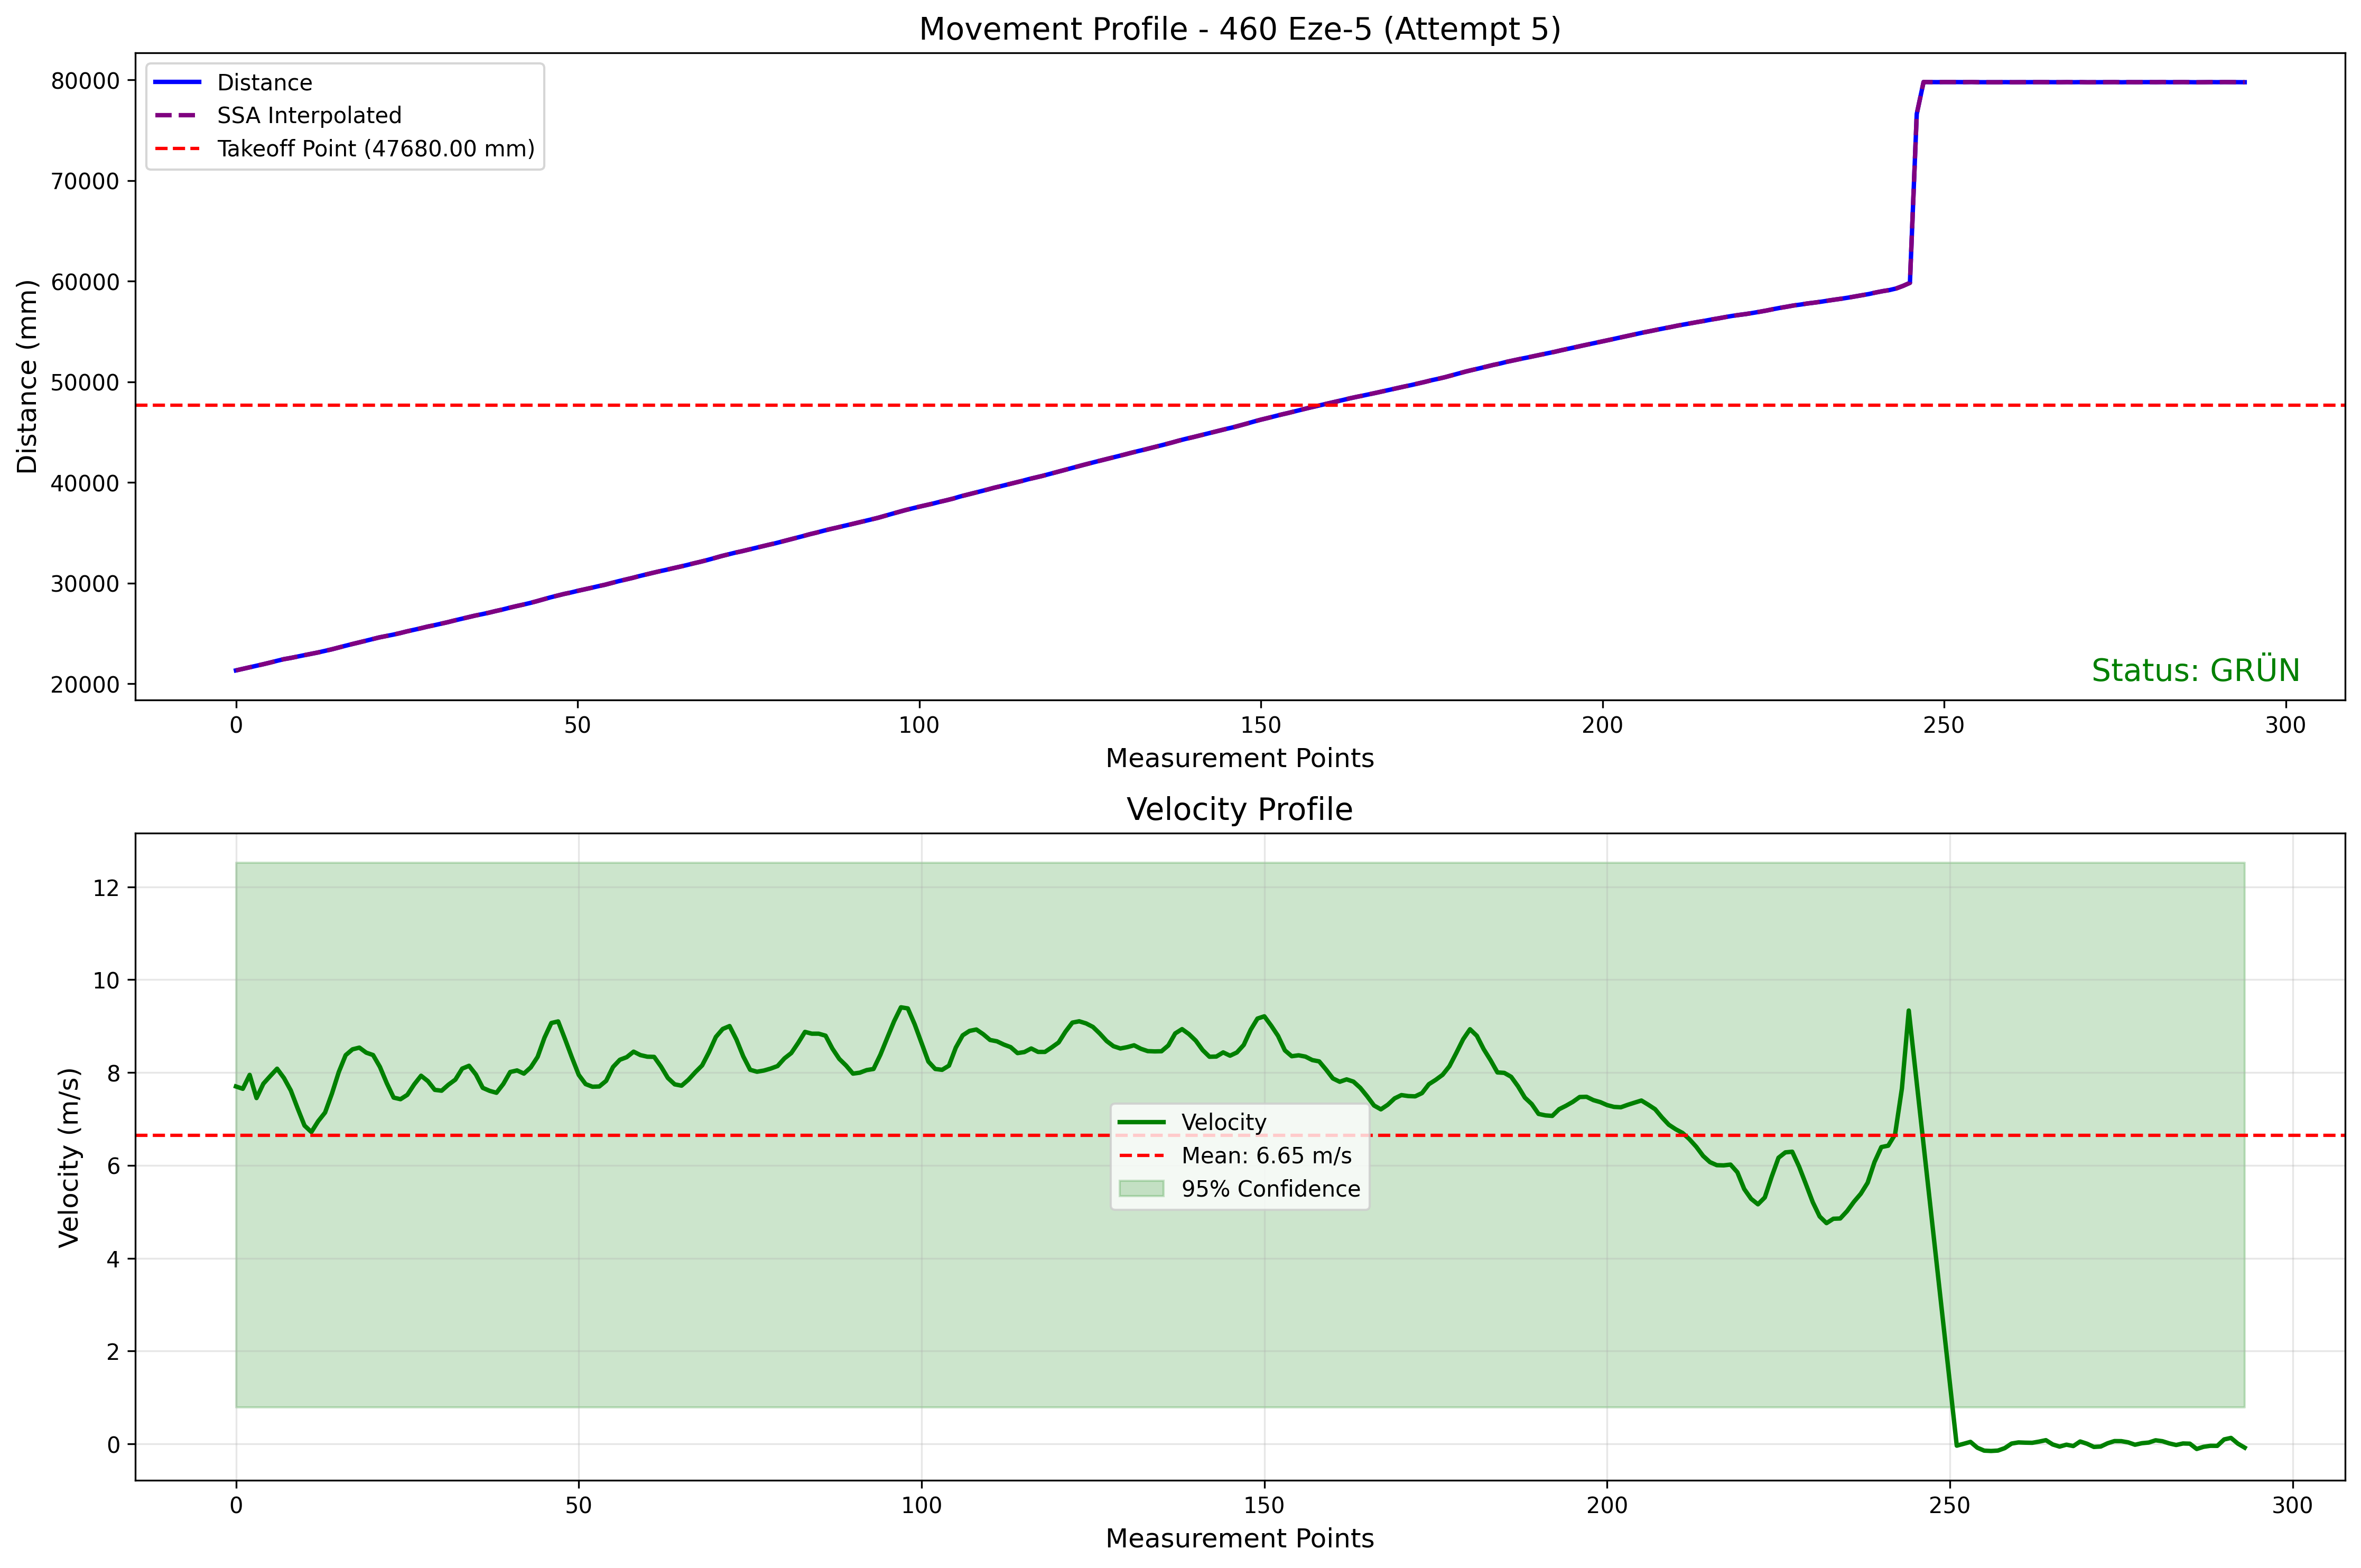 Movement Profile - 460 Eze-5 (Attempt 5)
Distance
SSA Interpolated
Takeoff Point (47680.00 mm)
Distance (mm)
80000
70000
60000
50000
40000
30000
20000
Status: GRÜN
0 50 100 150 200 250 300
Measurement Points
Velocity Profile
Velocity (m/s)
12
10
8
6
4
2
0
Velocity
Mean: 6.65 m/s
95% Confidence
0 50 100 150 200 250 300
Measurement Points